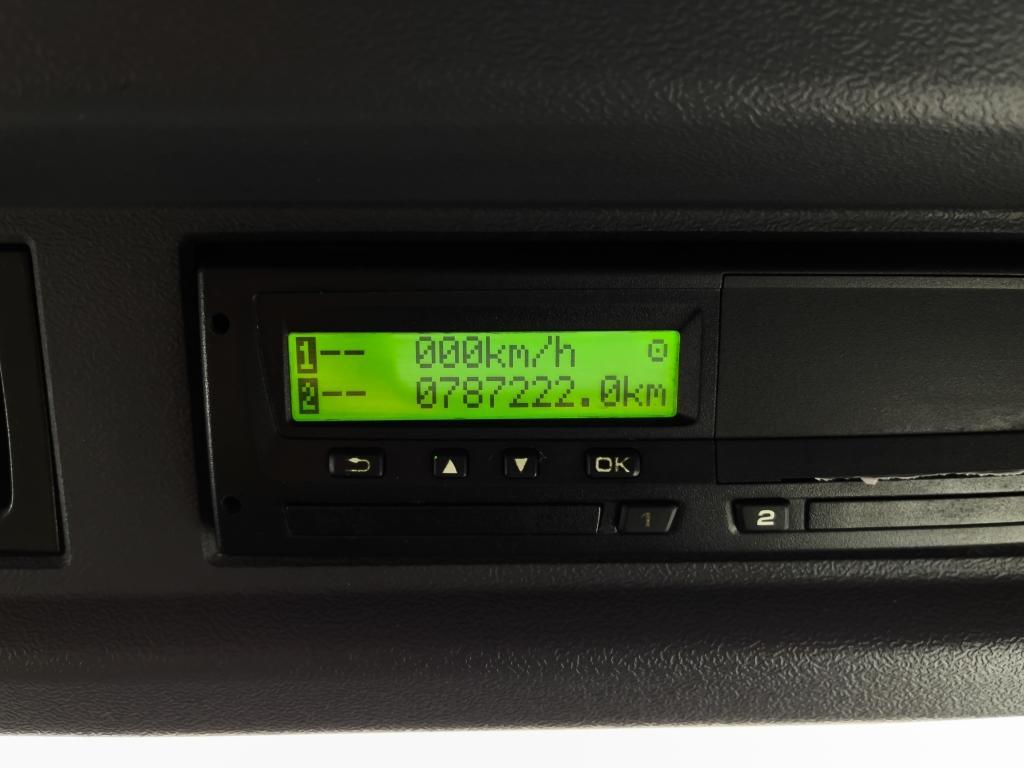 1-- 000km/h
2-- 0787222.0km
▲ ▼ OK
1 2